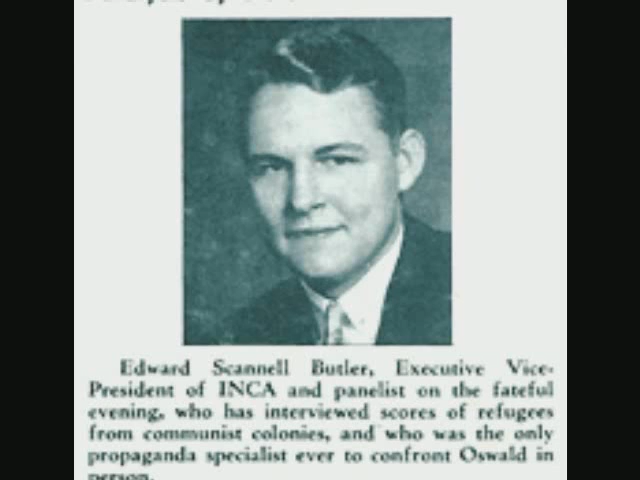 Edward Scannell Butler, Executive Vice-
President of INCA and panelist on the fateful
evening, who has interviewed scores of refugees
from communist colonies, and who was the only
propaganda specialist ever to confront Oswald in
person.